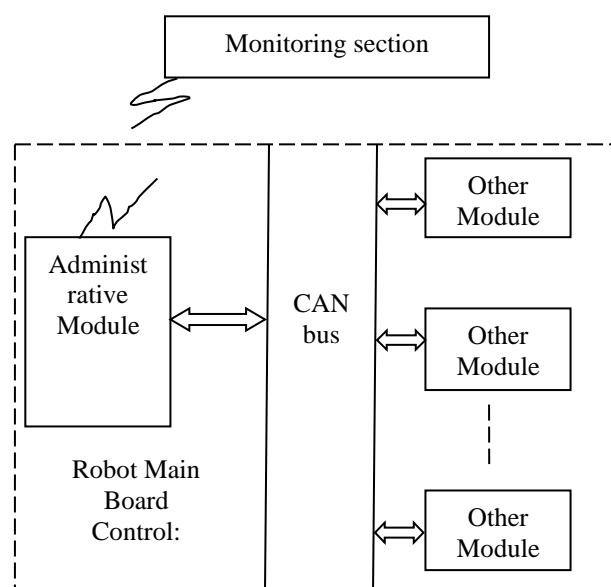 Monitoring section
Administ
rative
Module
CAN
bus
Other
Module
Other
Module
Other
Module
Robot Main
Board
Control: